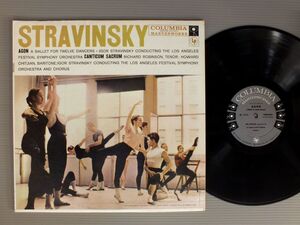 STRAVINSKY
COLUMBIA
MASTERWORKS
AGON - A BALLET FOR TWELVE DANCERS - IGOR STRAVINSKY CONDUCTING THE LOS ANGELES
FESTIVAL SYMPHONY ORCHESTRA CANTICUM SACRUM RICHARD ROBINSON, TENOR; HOWARD
CHITJIAN, BARITONE; IGOR STRAVINSKY CONDUCTING THE LOS ANGELES FESTIVAL SYMPHONY
ORCHESTRA AND CHORUS
COLUMBIA
AGON